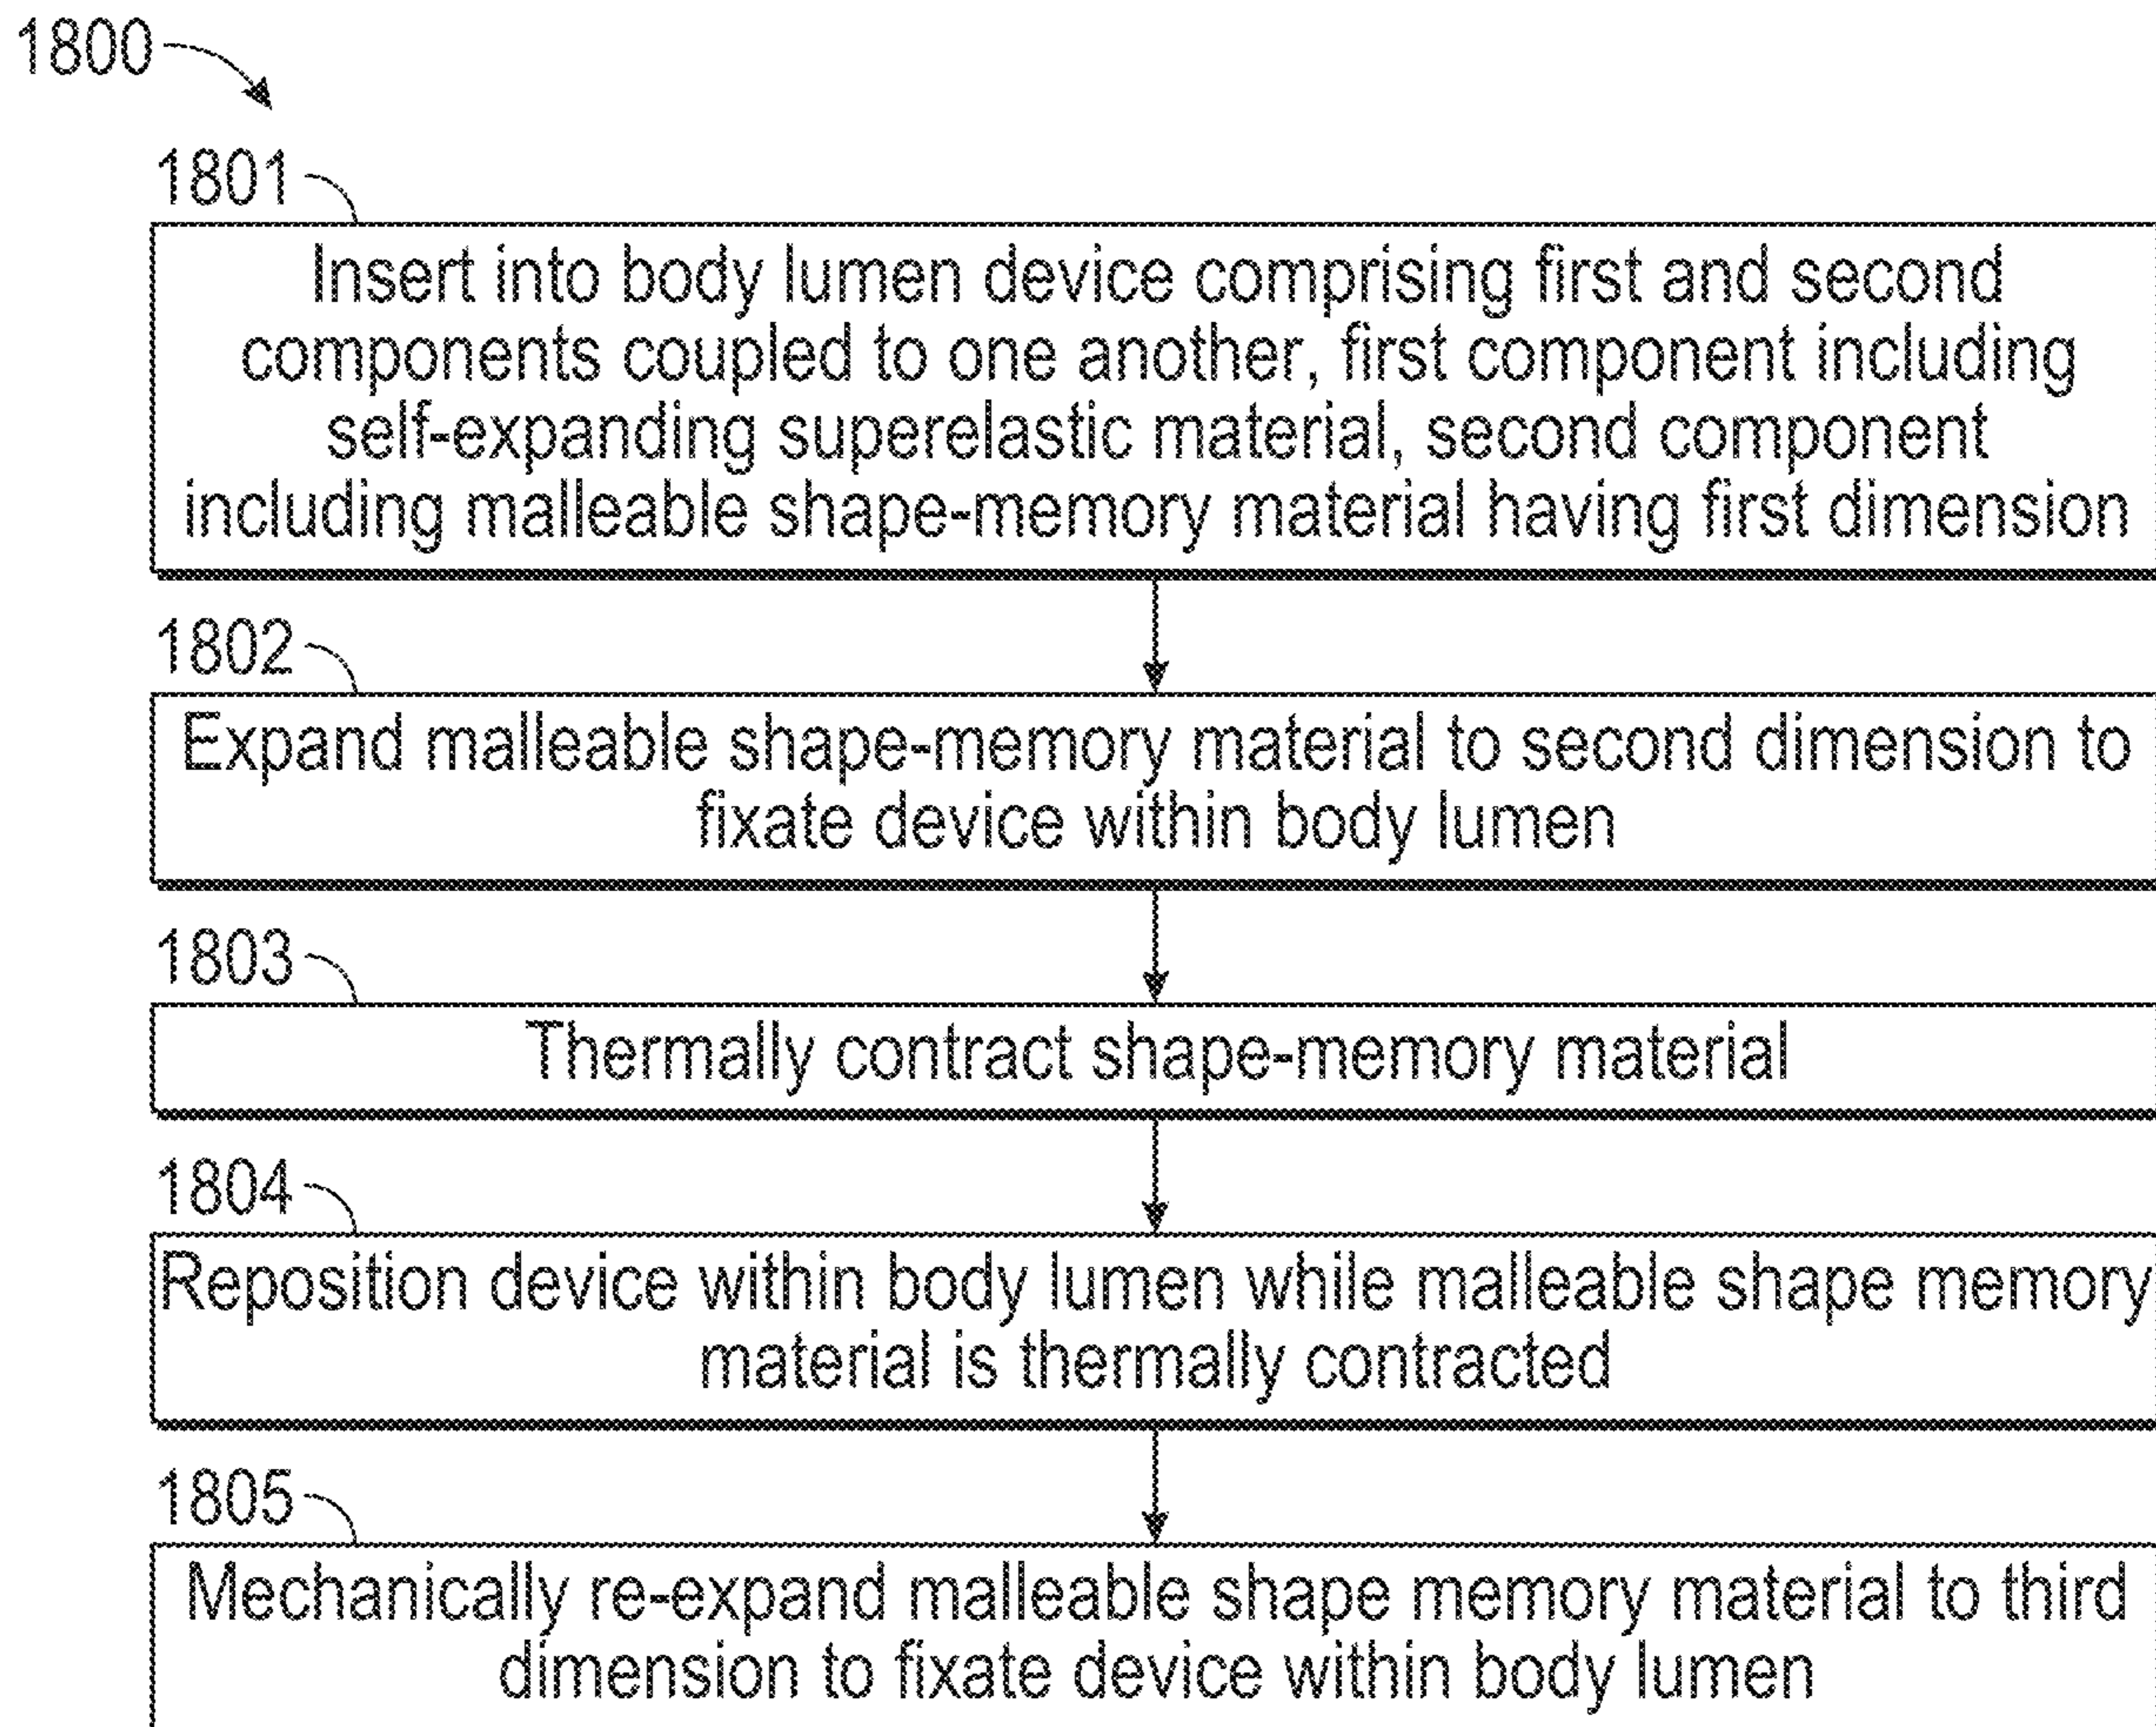 1800
1801
Insert into body lumen device comprising first and second
components coupled to one another, first component including
self-expanding superelastic material, second component
including malleable shape-memory material having first dimension
1802
Expand malleable shape-memory material to second dimension to
fixate device within body lumen
1803
Thermally contract shape-memory material
1804
Reposition device within body lumen while malleable shape memory
material is thermally contracted
1805
Mechanically re-expand malleable shape memory material to third
dimension to fixate device within body lumen